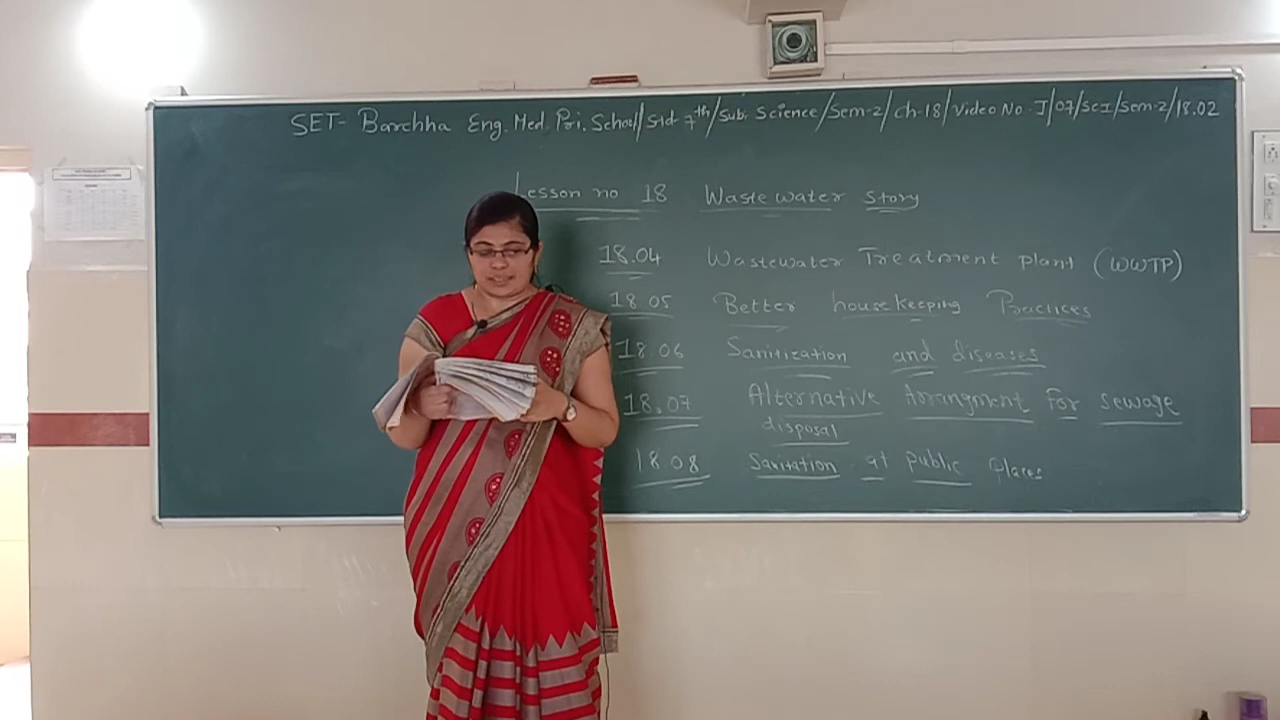 SET- Barchha Eng. Med. Pri. School/Std-7th/Sub. Science/Sem-2/Ch-18/Video No-I/07/SCI/Sem-2/18.02
Lesson no 18 Waste water story
18.04 Wastewater Treatment plant (WWTP)
18.05 Better housekeeping Practices
18.06 Sanitization and diseases
18.07 Alternative Arrangment for sewage
disposal
18.08 Sanitation at public places